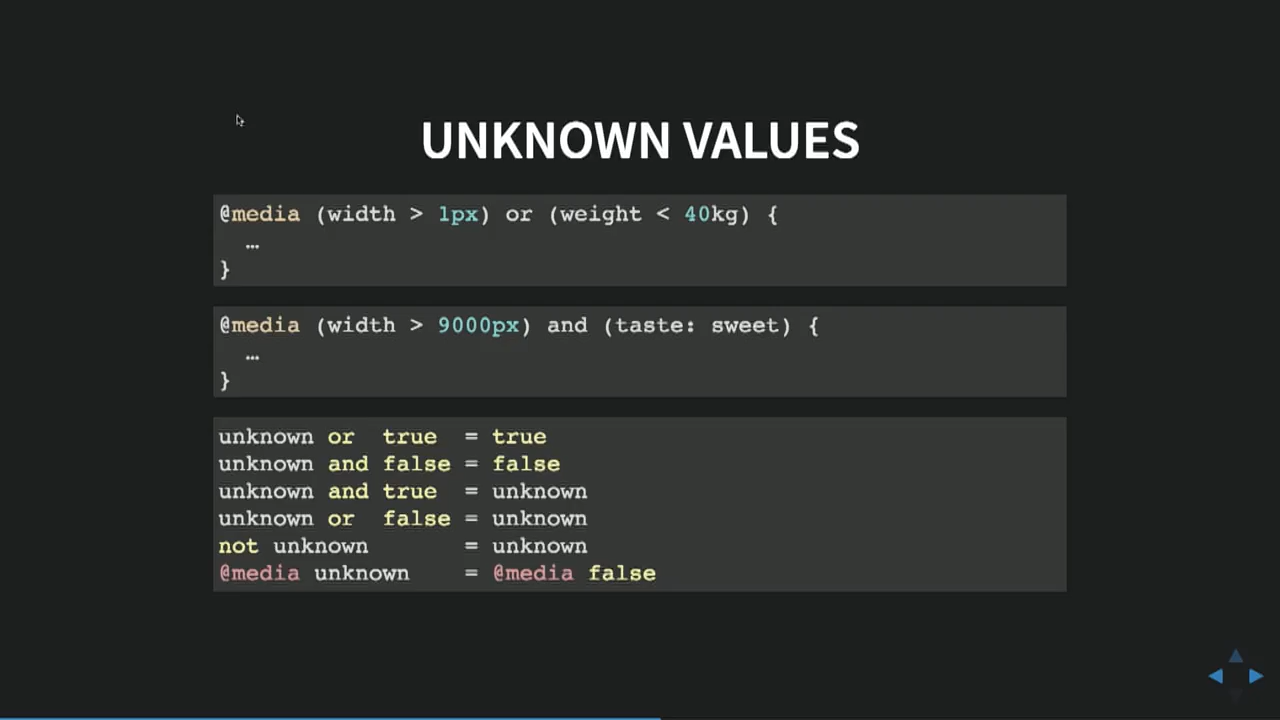 UNKNOWN VALUES
@media (width > 1px) or (weight < 40kg) {
  …
}
@media (width > 9000px) and (taste: sweet) {
  …
}
unknown or  true  = true
unknown and false = false
unknown and true  = unknown
unknown or  false = unknown
not unknown       = unknown
@media unknown    = @media false